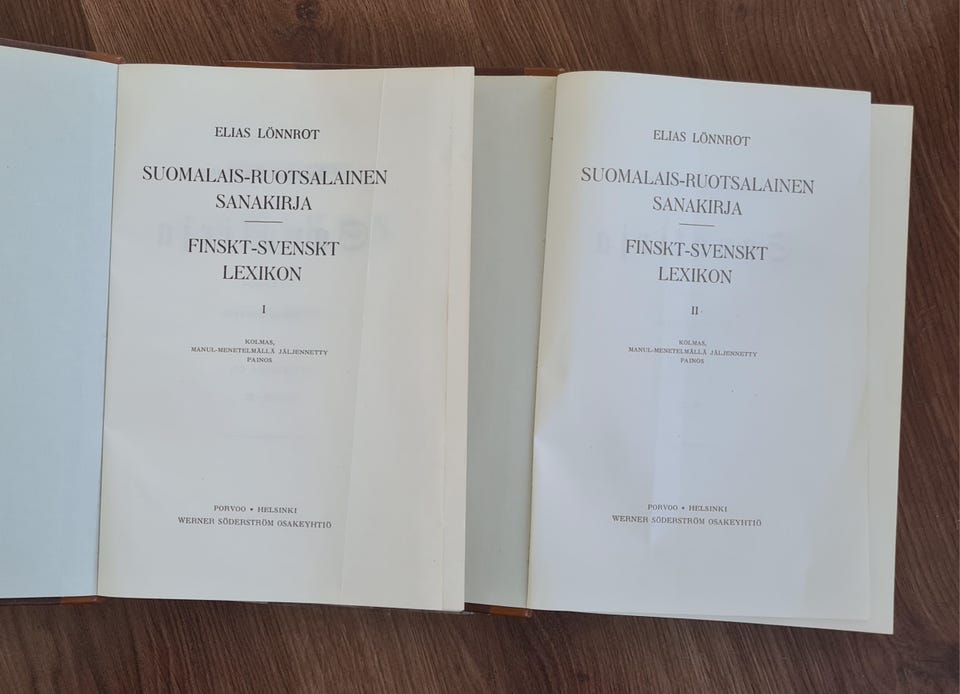 ELIAS LÖNNROT
SUOMALAIS-RUOTSALAINEN
SANAKIRJA
FINSKT-SVENSKT
LEXIKON
I
KOLMAS,
MANUL-MENETELMÄLLÄ JÄLJENNETTY
PAINOS
PORVOO • HELSINKI
WERNER SÖDERSTRÖM OSAKEYHTIÖ
ELIAS LÖNNROT
SUOMALAIS-RUOTSALAINEN
SANAKIRJA
FINSKT-SVENSKT
LEXIKON
II
KOLMAS,
MANUL-MENETELMÄLLÄ JÄLJENNETTY
PAINOS
PORVOO • HELSINKI
WERNER SÖDERSTRÖM OSAKEYHTIÖ